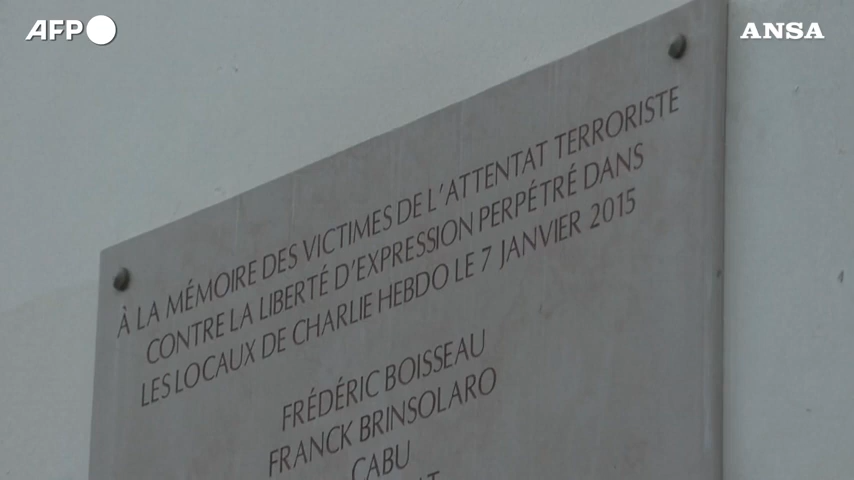 AFP
ANSA
À LA MÉMOIRE DES VICTIMES DE L'ATTENTAT TERRORISTE
CONTRE LA LIBERTÉ D'EXPRESSION PERPÉTRÉ DANS
LES LOCAUX DE CHARLIE HEBDO LE 7 JANVIER 2015
FRÉDÉRIC BOISSEAU
FRANCK BRINSOLARO
CABU